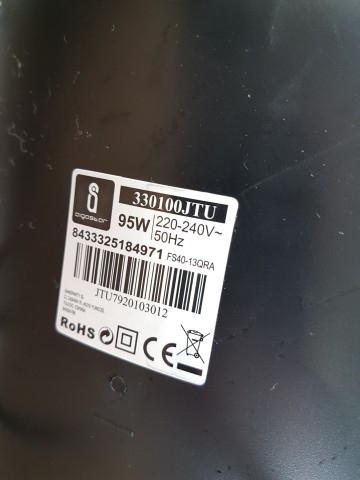 aigostar
330100JTU
95W
220-240V~
50Hz
8433325184971
FS40-13QRA
JTU7920103012
RoHS
CE